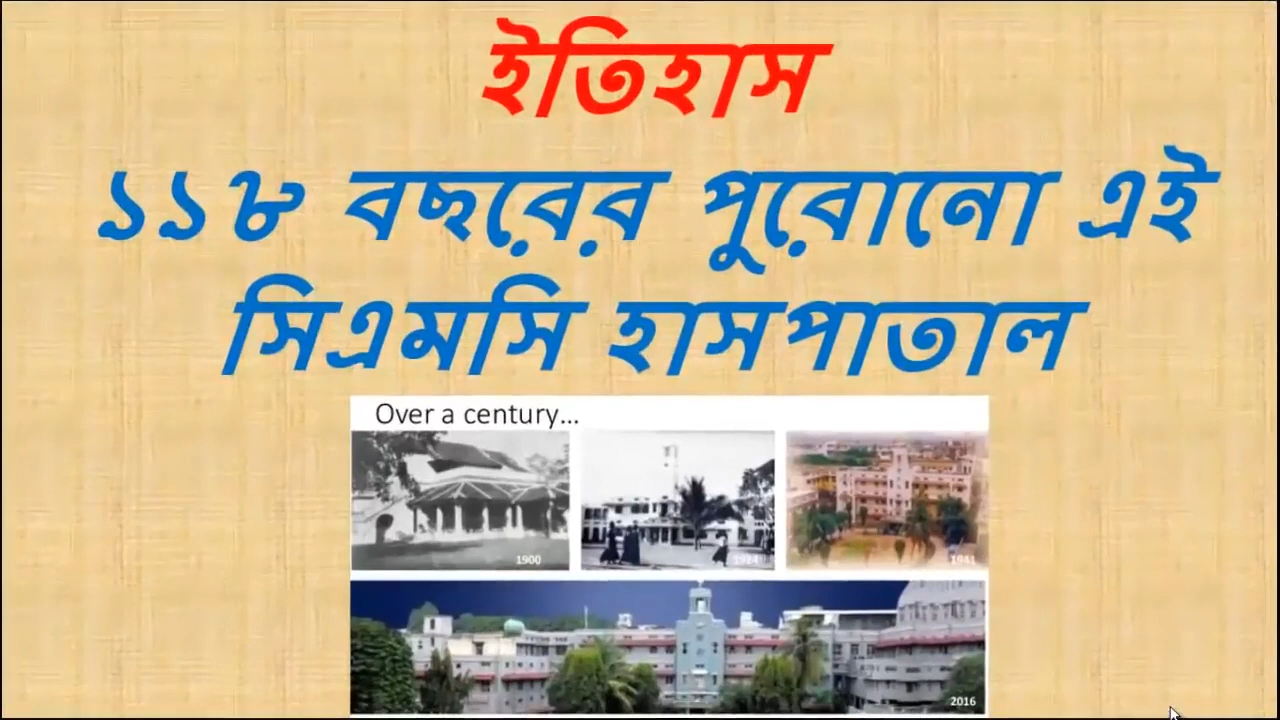 ইতিহাস
১১৮ বছরের পুরোনো এই
সিএমসি হাসপাতাল
Over a century...
1900
2016